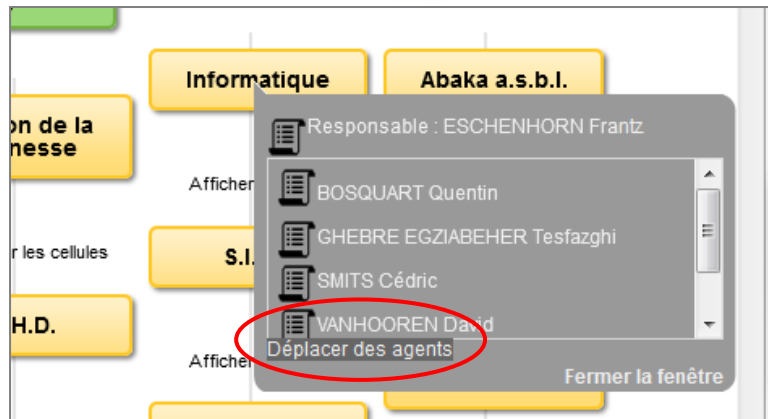 Informatique
Abaka a.s.b.l.
on de la
nesse
Responsable : ESCHENHORN Frantz
Afficher
BOSQUART Quentin
GHEBRE EGZIABEHER Tesfazghi
r les cellules
S.I.
SMITS Cédric
H.D.
VANHOOREN David
Déplacer des agents
Afficher
Fermer la fenêtre